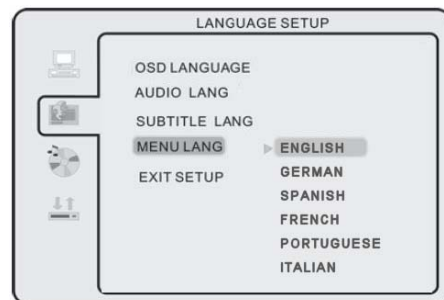 LANGUAGE SETUP
OSD LANGUAGE
AUDIO LANG
SUBTITLE LANG
MENU LANG
EXIT SETUP
ENGLISH
GERMAN
SPANISH
FRENCH
PORTUGUESE
ITALIAN